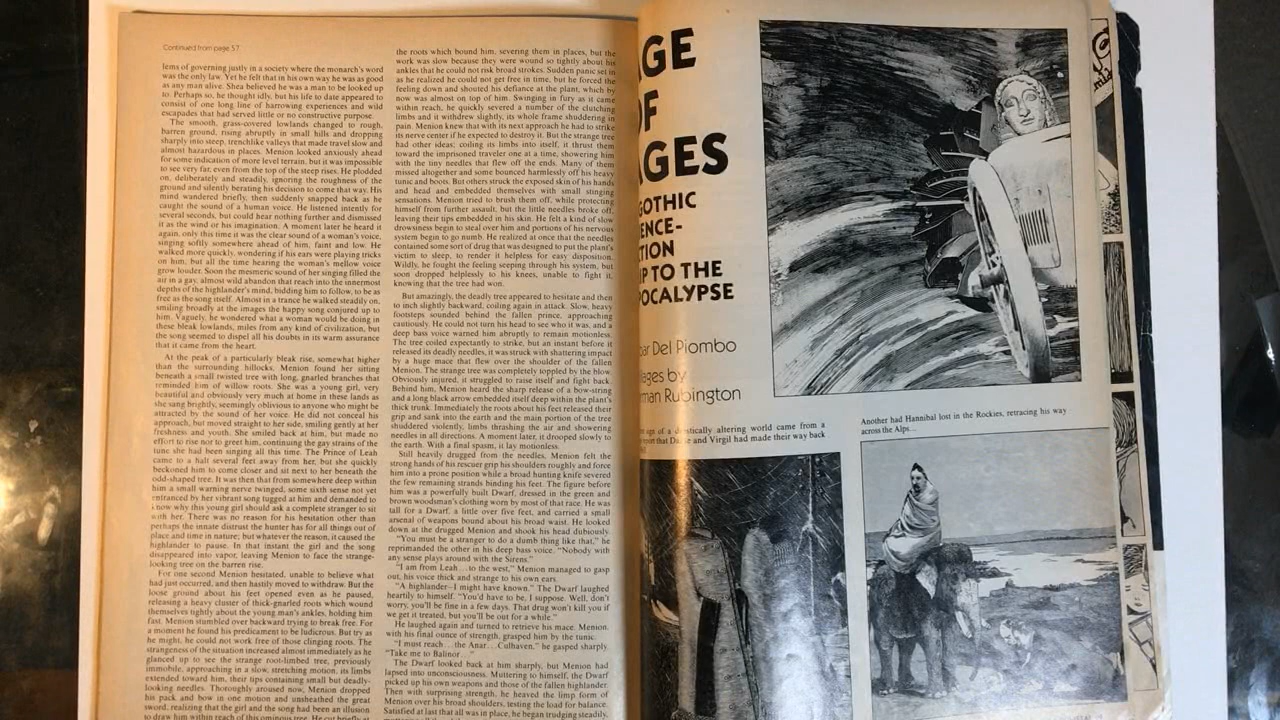 Continued from page 57
lems of governing justly in a society where the monarch's word
was the only law. Yet he felt that in his own way he was as good
as any man alive. Shea believed he was a man to be looked up
to. Perhaps so, he thought idly, but his life to date appeared to
consist of one long line of harrowing experiences and wild
escapades that had served little or no constructive purpose.
The smooth, grass-covered lowlands changed to rough,
barren ground, rising abruptly in small hills and dropping
sharply into steep, trenchlike valleys that made travel slow and
almost hazardous in places. Menion looked anxiously ahead
for some indication of more level terrain, but it was impossible
to see very far, even from the top of the steep rises. He plodded
on, deliberately and steadily, ignoring the roughness of the
ground and silently berating his decision to come that way. His
mind wandered briefly, then suddenly snapped back as he
caught the sound of a human voice. He listened intently for
several seconds, but could hear nothing further and dismissed
it as the wind or his imagination. A moment later he heard it
again, only this time it was the clear sound of a woman's voice,
singing softly somewhere ahead of him, faint and low. He
walked more quickly, wondering if his ears were playing tricks
on him, but all the time hearing the woman's mellow voice
grow louder. Soon the mesmeric sound of her singing filled the
air in a gay, almost wild abandon that reach into the innermost
depths of the highlander's mind, bidding him to follow, to be as
free as the song itself. Almost in a trance he walked steadily on,
smiling broadly at the images the happy song conjured up to
him. Vaguely, he wondered what a woman would be doing in
these bleak lowlands, miles from any kind of civilization, but
the song seemed to dispel all his doubts in its warm assurance
that it came from the heart.
At the peak of a particularly bleak rise, somewhat higher
than the surrounding hillocks, Menion found her sitting
beneath a small twisted tree with long, gnarled branches that
reminded him of willow roots. She was a young girl, very
beautiful and obviously very much at home in these lands as
she sang brightly, seemingly oblivious to anyone who might be
attracted by the sound of her voice. He did not conceal his
approach, but moved straight to her side, smiling gently at her
freshness and youth. She smiled back at him, but made no
effort to rise nor to greet him, continuing the gay strains of the
tune she had been singing all this time. The Prince of Leah
came to a halt several feet away from her, but she quickly
beckoned him to come closer and sit next to her beneath the
odd-shaped tree. It was then that from somewhere deep within
him a small warning nerve twinged, some sixth sense not yet
entranced by her vibrant song tugged at him and demanded to
know why this young girl should ask a complete stranger to sit
with her. There was no reason for his hesitation other than
perhaps the innate distrust the hunter has for all things out of
place and time in nature; but whatever the reason, it caused the
highlander to pause. In that instant the girl and the song
disappeared into vapor, leaving Menion to face the strange-
looking tree on the barren rise.
For one second Menion hesitated, unable to believe what
had just occurred, and then hastily moved to withdraw. But the
loose ground about his feet opened even as he paused,
releasing a heavy cluster of thick-gnarled roots which wound
themselves tightly about the young man's ankles, holding him
fast. Menion stumbled over backward trying to break free. For
a moment he found his predicament to be ludicrous. But try as
he might, he could not work free of those clinging roots. The
strangeness of the situation increased almost immediately as he
glanced up to see the strange root-limbed tree, previously
immobile, approaching in a slow, stretching motion, its limbs
extended toward him, their tips containing small but deadly-
looking needles. Thoroughly aroused now, Menion dropped
his pack and bow in one motion and unsheathed the great
sword, realizing that the girl and the song had been an illusion
to draw him within reach of this ominous tree. He cut briefly at
the roots which bound him, severing them in places, but the
work was slow because they were wound so tightly about his
ankles that he could not risk broad strokes. Sudden panic set in
as he realized he could not get free in time, but he forced the
feeling down and shouted his defiance at the plant, which by
now was almost on top of him. Swinging in fury as it came
within reach, he quickly severed a number of the clutching
limbs and it withdrew slightly, its whole frame shuddering in
pain. Menion knew that with its next approach he had to strike
its nerve center if he expected to destroy it. But the strange tree
had other ideas; coiling its limbs into itself, it thrust them
toward the imprisoned traveler one at a time, showering him
with the tiny needles that flew off the ends. Many of them
missed altogether and some bounced harmlessly off his heavy
tunic and boots. But others struck the exposed skin of his hands
and head and embedded themselves with small stinging
sensations. Menion tried to brush them off, while protecting
himself from further assault, but the little needles broke off,
leaving their tips embedded in his skin. He felt a kind of slow
drowsiness begin to steal over him and portions of his nervous
system begin to go numb. He realized at once that the needles
contained some sort of drug that was designed to put the plant's
victim to sleep, to render it helpless for easy disposition.
Wildly, he fought the feeling seeping through his system, but
soon dropped helplessly to his knees, unable to fight it,
knowing that the tree had won.
But amazingly, the deadly tree appeared to hesitate and then
to inch slightly backward, coiling again in attack. Slow, heavy
footsteps sounded behind the fallen prince, approaching
cautiously. He could not turn his head to see who it was, and a
deep bass voice warned him abruptly to remain motionless.
The tree coiled expectantly to strike, but an instant before it
released its deadly needles, it was struck with shattering impact
by a huge mace that flew over the shoulder of the fallen
Menion. The strange tree was completely toppled by the blow.
Obviously injured, it struggled to raise itself and fight back.
Behind him, Menion heard the sharp release of a bow-string
and a long black arrow embedded itself deep within the plant's
thick trunk. Immediately the roots about his feet released their
grip and sank into the earth and the main portion of the tree
shuddered violently, limbs thrashing the air and showering
needles in all directions. A moment later, it drooped slowly to
the earth. With a final spasm, it lay motionless.
Still heavily drugged from the needles, Menion felt the
strong hands of his rescuer grip his shoulders roughly and force
him into a prone position while a broad hunting knife severed
the few remaining strands binding his feet. The figure before
him was a powerfully built Dwarf, dressed in the green and
brown woodsman's clothing worn by most of that race. He was
tall for a Dwarf, a little over five feet, and carried a small
arsenal of weapons bound about his broad waist. He looked
down at the drugged Menion and shook his head dubiously.
"You must be a stranger to do a dumb thing like that," he
reprimanded the other in his deep bass voice. "Nobody with
any sense plays around with the Sirens."
"I am from Leah...to the west," Menion managed to gasp
out, his voice thick and strange to his own ears.
"A highlander—I might have known." The Dwarf laughed
heartily to himself. "You'd have to be, I suppose. Well, don't
worry, you'll be fine in a few days. That drug won't kill you if
we get it treated, but you'll be out for a while."
He laughed again and turned to retrieve his mace. Menion,
with his final ounce of strength, grasped him by the tunic.
"I must reach...the Anar...Culhaven," he gasped sharply.
"Take me to Balinor..."
The Dwarf looked back at him sharply, but Menion had
lapsed into unconsciousness. Muttering to himself, the Dwarf
picked up his own weapons and those of the fallen highlander.
Then with surprising strength, he heaved the limp form of
Menion over his broad shoulders, testing the load for balance.
Satisfied at last that all was in place, he began trudging steadily,
AGE
OF
AGES
GOTHIC
ENCE-
TION
IP TO THE
POCALYPSE
ar Del Piombo
lages by
man Rubington
of a drastically altering world came from a
report that Dante and Virgil had made their way back
Another had Hannibal lost in the Rockies, retracing his way
across the Alps...